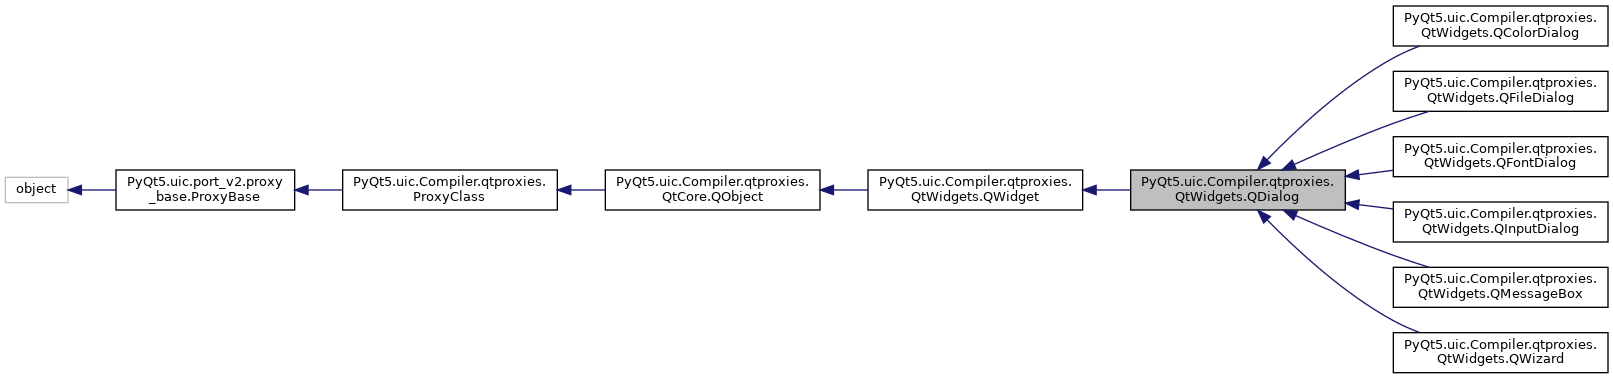 object
PyQt5.uic.port_v2.proxy
_base.ProxyBase
PyQt5.uic.Compiler.qtproxies.
ProxyClass
PyQt5.uic.Compiler.qtproxies.
QtCore.QObject
PyQt5.uic.Compiler.qtproxies.
QtWidgets.QWidget
PyQt5.uic.Compiler.qtproxies.
QtWidgets.QDialog
PyQt5.uic.Compiler.qtproxies.
QtWidgets.QColorDialog
PyQt5.uic.Compiler.qtproxies.
QtWidgets.QFileDialog
PyQt5.uic.Compiler.qtproxies.
QtWidgets.QFontDialog
PyQt5.uic.Compiler.qtproxies.
QtWidgets.QInputDialog
PyQt5.uic.Compiler.qtproxies.
QtWidgets.QMessageBox
PyQt5.uic.Compiler.qtproxies.
QtWidgets.QWizard